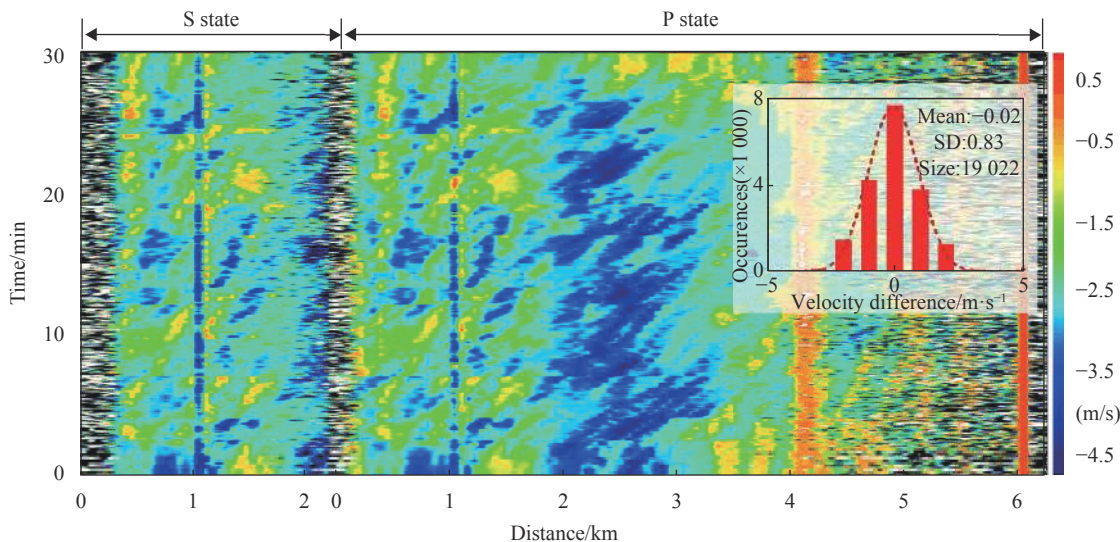 S state
P state
30
20
10
0
Time/min
0
1
2
0
1
2
3
4
5
6
Distance/km
8
4
0
Occurences(×1 000)
Mean:−0.02
SD:0.83
Size:19 022
−5
0
5
Velocity difference/m·s⁻¹
0.5
−0.5
−1.5
−2.5
−3.5
(m/s)
−4.5